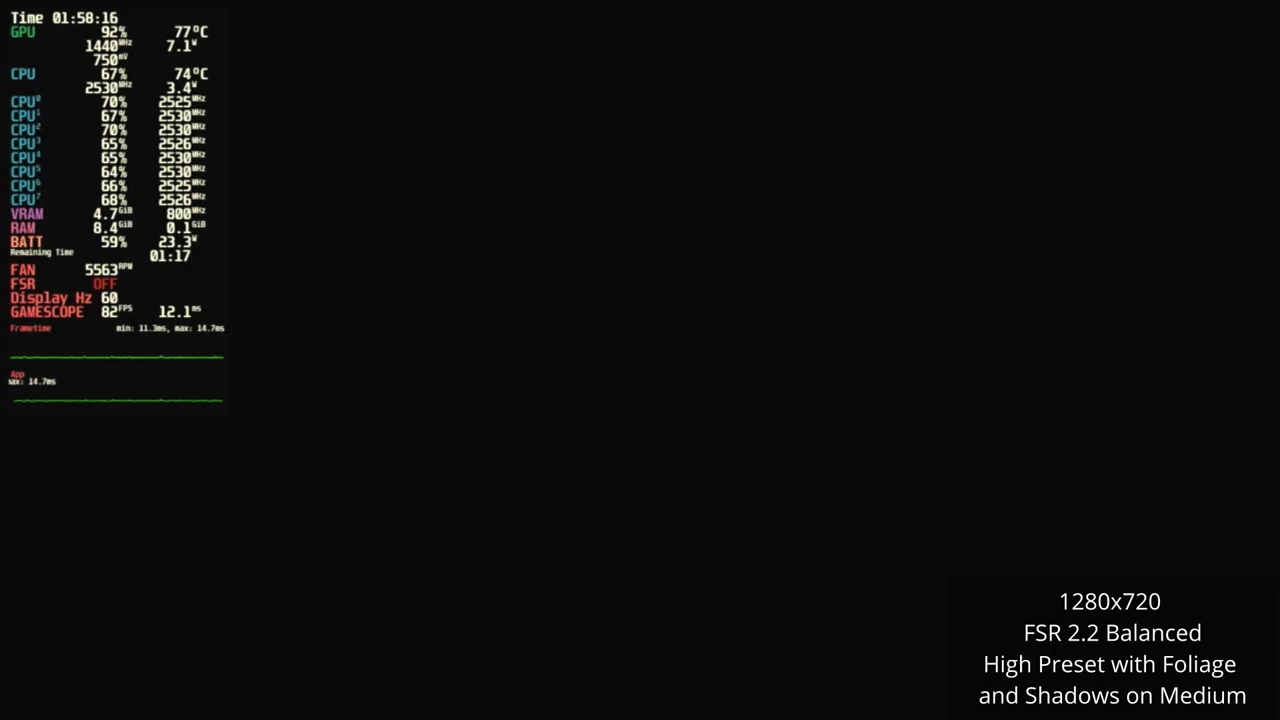 Time 01:58:16
GPU 92% 77°C
1440MHz 7.1W
750mV
CPU 67% 74°C
2530MHz 3.4W
CPU0 70% 2525MHz
CPU1 67% 2530MHz
CPU2 70% 2530MHz
CPU3 65% 2526MHz
CPU4 65% 2530MHz
CPU5 64% 2530MHz
CPU6 66% 2525MHz
CPU7 68% 2526MHz
VRAM 4.7GiB 800MHz
RAM 8.4GiB 0.1GiB
BATT 59% 23.3W
Remaining Time 01:17
FAN 5563RPM
FSR OFF
Display Hz 60
GAMESCOPE 82FPS 12.1ms
Frametime min: 11.3ms, max: 14.7ms
App
max: 14.7ms
1280x720
FSR 2.2 Balanced
High Preset with Foliage
and Shadows on Medium